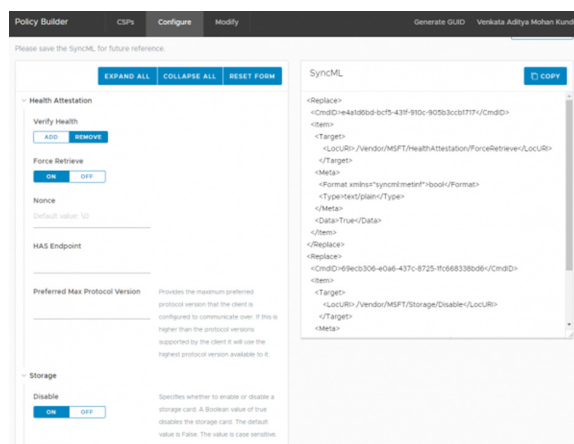 Policy Builder
CSPs
Configure
Modify
Generate GUID
Venkata Aditya Mohan Kundi
Please save the SyncML for future reference.
EXPAND ALL
COLLAPSE ALL
RESET FORM
Health Attestation
Verify Health
ADD
REMOVE
Force Retrieve
ON
OFF
Nonce
Default value: \0
HAS Endpoint
Preferred Max Protocol Version
Provides the maximum preferred
protocol version that the client is
configured to communicate over. If this is
higher than the protocol versions
supported by the client it will use the
highest protocol version available to it.
Storage
Disable
ON
OFF
Specifies whether to enable or disable a
storage card. A Boolean value of true
disables the storage card. The default
value is False. The value is case sensitive.
SyncML
COPY
<Replace>
<CmdID>e4a1d6bd-bcf5-431f-910c-905b3ccb1717</CmdID>
<Item>
<Target>
<LocURI>./Vendor/MSFT/HealthAttestation/ForceRetrieve</LocURI>
</Target>
<Meta>
<Format xmlns="syncml:metinf">bool</Format>
<Type>text/plain</Type>
</Meta>
<Data>True</Data>
</Item>
</Replace>
<Replace>
<CmdID>69ecb306-e0a6-437c-8725-1fc668338bd6</CmdID>
<Item>
<Target>
<LocURI>./Vendor/MSFT/Storage/Disable</LocURI>
</Target>
<Meta>